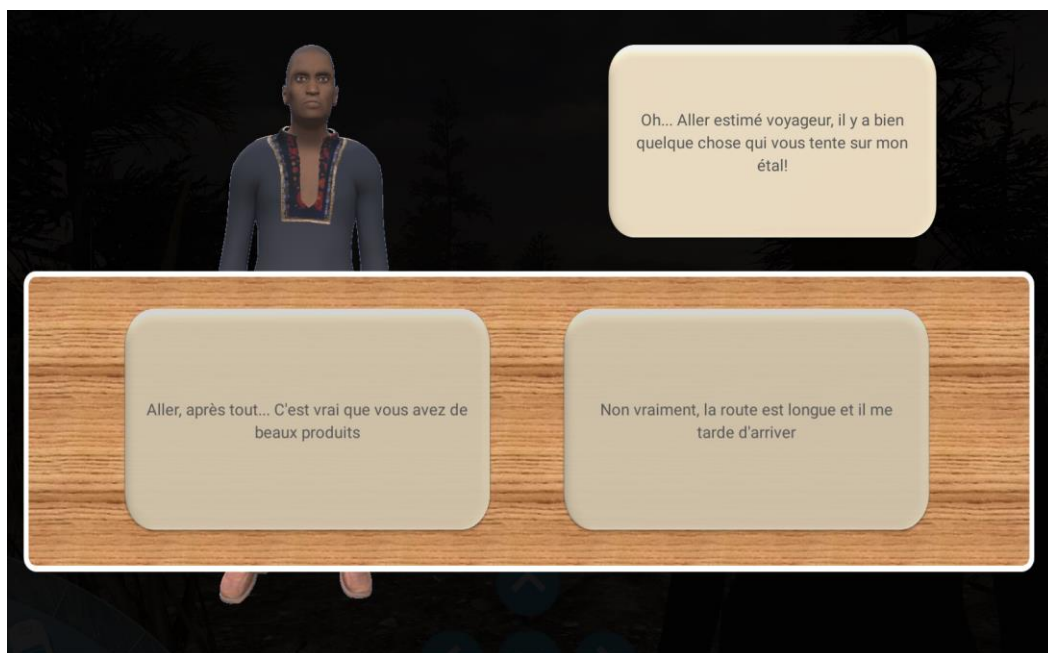 Oh... Aller estimé voyageur, il y a bien
quelque chose qui vous tente sur mon
étal!
Aller, après tout... C'est vrai que vous avez de
beaux produits
Non vraiment, la route est longue et il me
tarde d'arriver